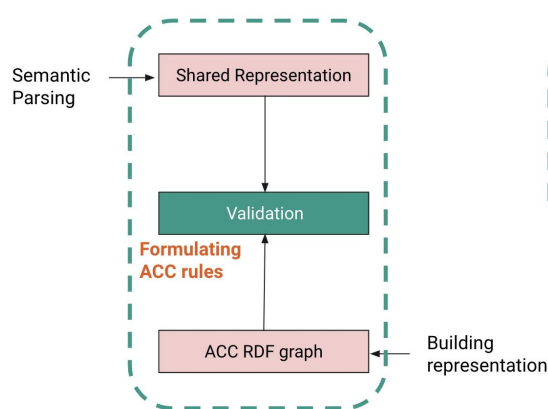 Semantic
Parsing
Shared Representation
Validation
Formulating
ACC rules
ACC RDF graph
Building
representation